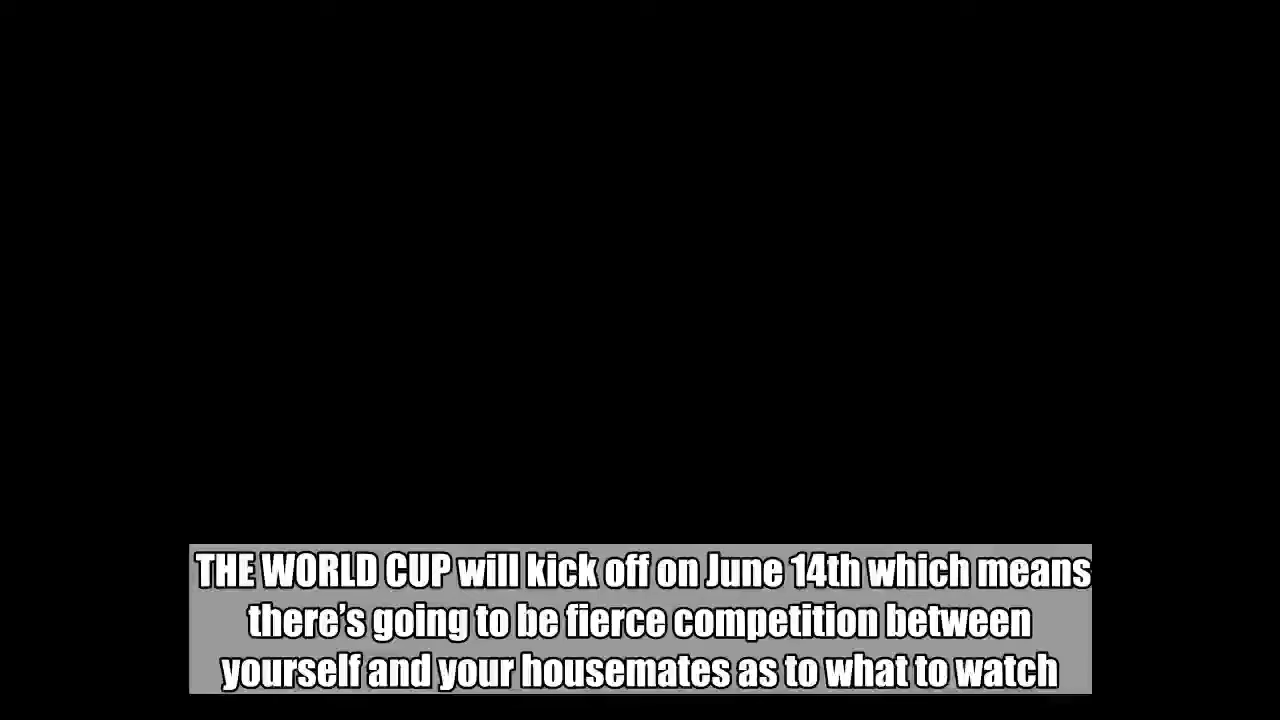 THE WORLD CUP will kick off on June 14th which means
there’s going to be fierce competition between
yourself and your housemates as to what to watch